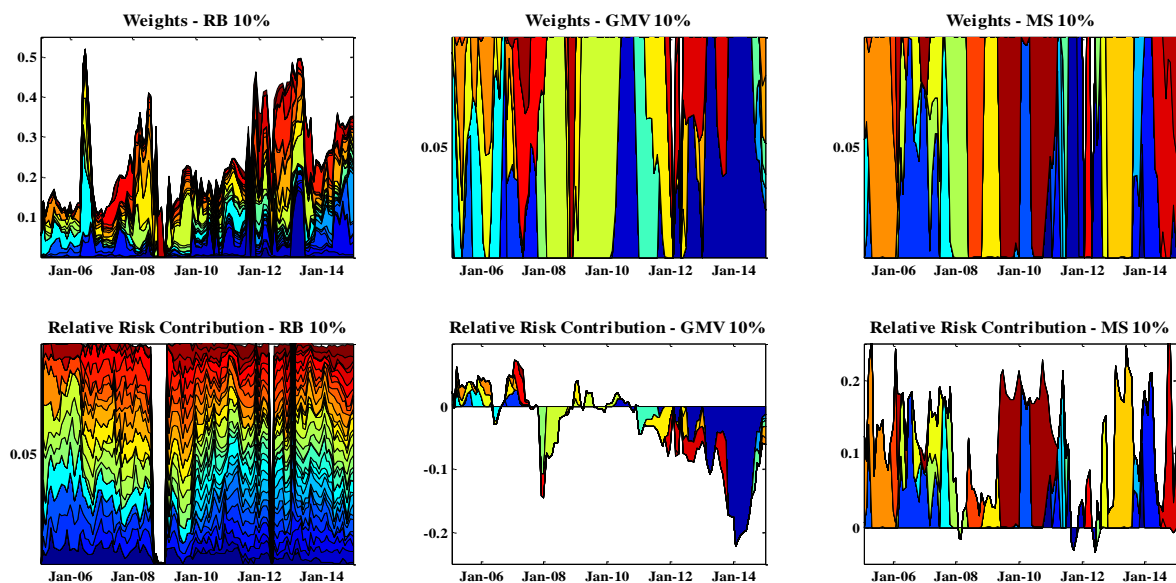 Weights - RB 10%
Weights - GMV 10%
Weights - MS 10%
0.5
0.4
0.3
0.2
0.1
0.05
0.05
Jan-06 Jan-08 Jan-10 Jan-12 Jan-14
Jan-06 Jan-08 Jan-10 Jan-12 Jan-14
Jan-06 Jan-08 Jan-10 Jan-12 Jan-14
Relative Risk Contribution - RB 10%
Relative Risk Contribution - GMV 10%
Relative Risk Contribution - MS 10%
0.05
0
-0.1
-0.2
0.2
0.1
0
Jan-06 Jan-08 Jan-10 Jan-12 Jan-14
Jan-06 Jan-08 Jan-10 Jan-12 Jan-14
Jan-06 Jan-08 Jan-10 Jan-12 Jan-14